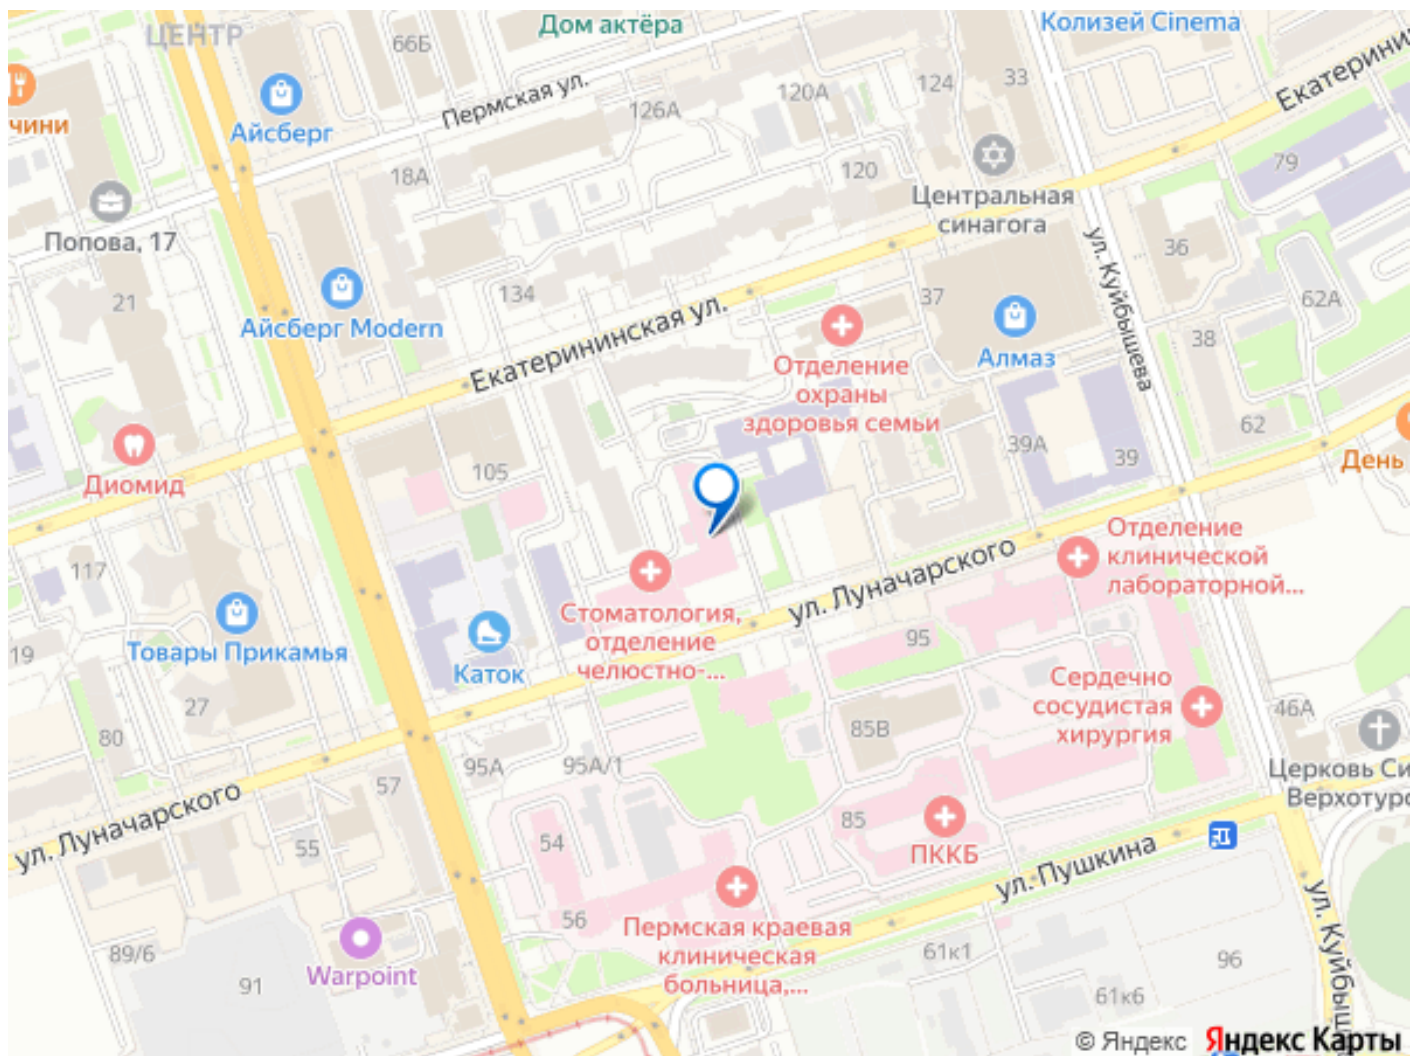 ЦЕНТР
Дом актёра
Колизей Cinema
66Б
Айсберг
чини
Пермская ул.
126А
120А
124
33
Екатерини
79
18А
120
Центральная
синагога
Попова, 17
21
134
Айсберг Modern
Екатерининская ул.
37
ул. Куйбышева
36
62А
38
Алмаз
Отделение
охраны
здоровья семьи
62
39А
39
День
105
Диомид
117
Отделение
клинической
лабораторной...
ул. Луначарского
Стоматология,
отделение
челюстно-...
Каток
Товары Прикамья
19
27
80
95
Сердечно
сосудистая
хирургия
46А
85В
95А
95А/1
57
Церковь Си
Верхотурс
ул. Луначарского
55
54
85
ПККБ
ул. Пушкина
56
Пермская краевая
клиническая
больница,...
61к1
96
ул. Куйбыш
89/6
91
Warpoint
61к6
© Яндекс Яндекс Карты